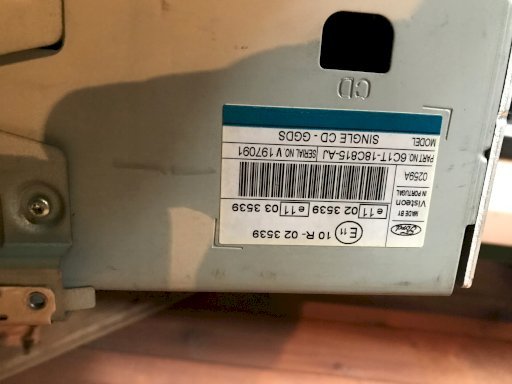 CD
MODEL SINGLE CD - GGDS
PART NO. 6C1T-18C815-AJ SERIAL NO. V 197091
0259A
MADE BY Visteon IN PORTUGAL
e11 02 3539 e11 03 3539
Ford E11 10 R - 02 3539